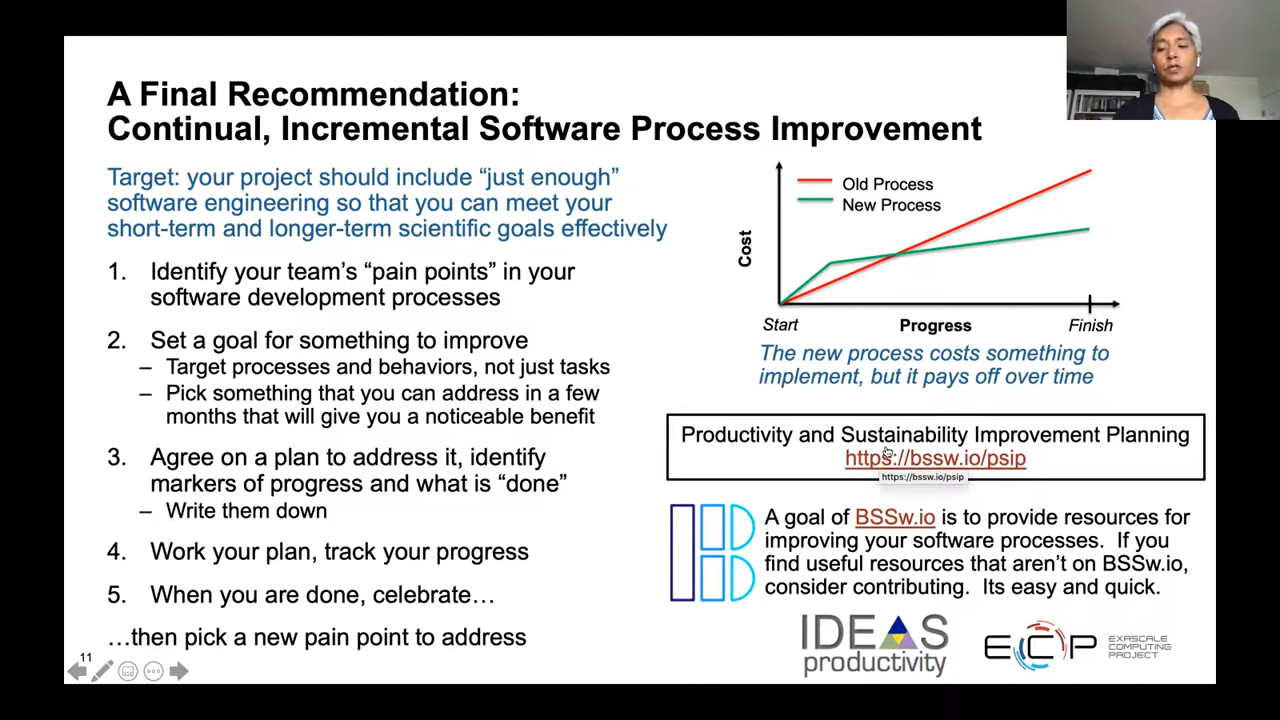 A Final Recommendation:
Continual, Incremental Software Process Improvement
Target: your project should include “just enough”
software engineering so that you can meet your
short-term and longer-term scientific goals effectively
1. Identify your team’s “pain points” in your
software development processes
2. Set a goal for something to improve
– Target processes and behaviors, not just tasks
– Pick something that you can address in a few
months that will give you a noticeable benefit
3. Agree on a plan to address it, identify
markers of progress and what is “done”
– Write them down
4. Work your plan, track your progress
5. When you are done, celebrate…
…then pick a new pain point to address
11
Old Process
New Process
Cost
Start
Progress
Finish
The new process costs something to
implement, but it pays off over time
Productivity and Sustainability Improvement Planning
https://bssw.io/psip
https://bssw.io/psip
A goal of BSSw.io is to provide resources for
improving your software processes. If you
find useful resources that aren’t on BSSw.io,
consider contributing. Its easy and quick.
IDEAS
productivity
ECP
EXASCALE
COMPUTING
PROJECT